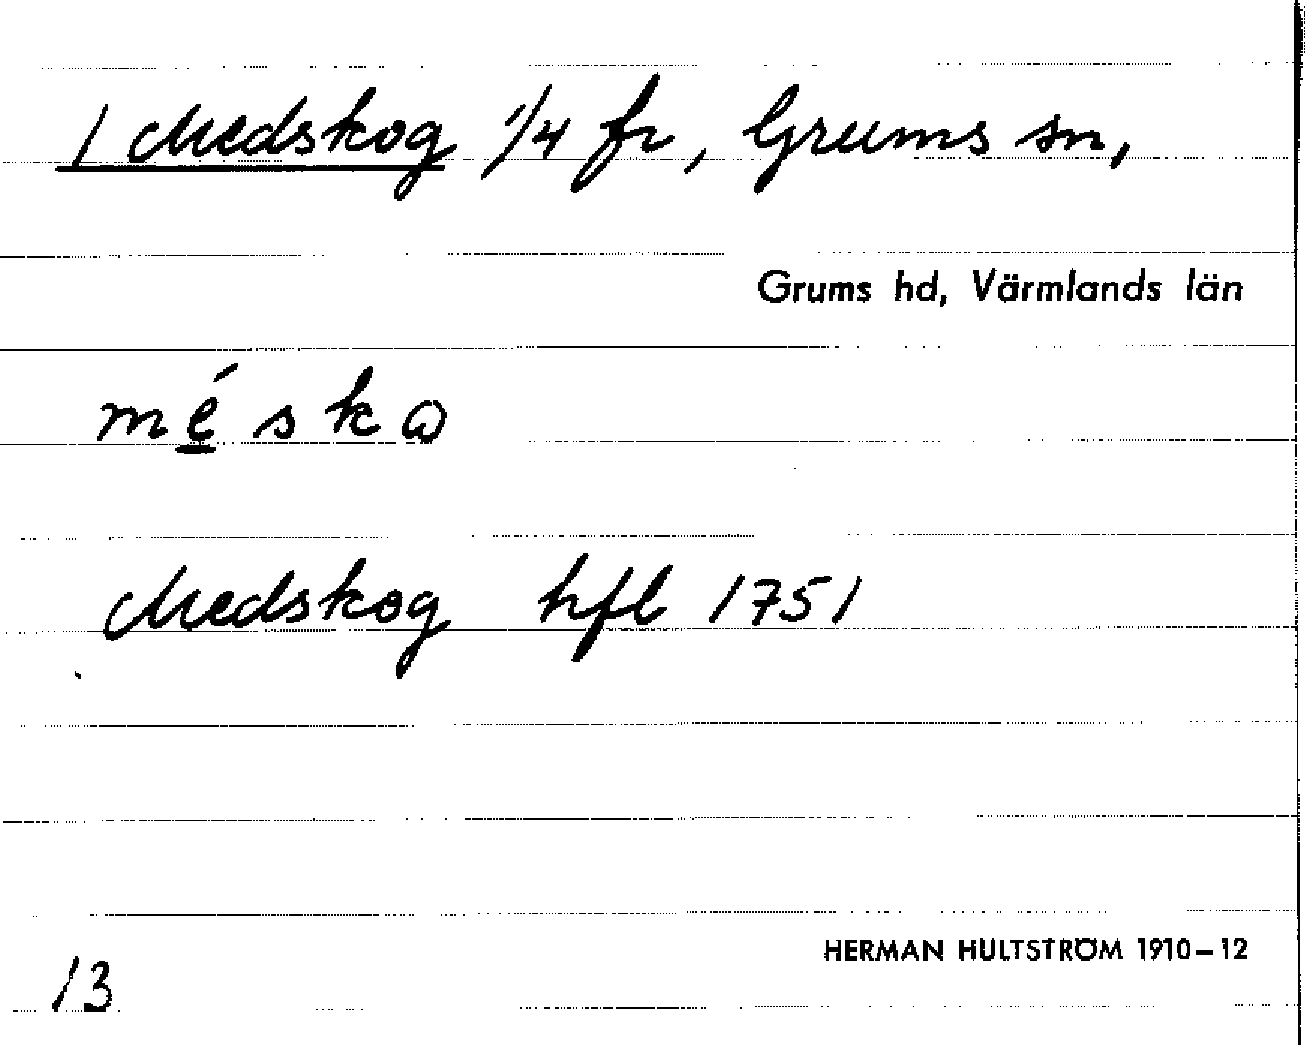 1 Medskog 1/4 fr, Grums sn,
Grums hd, Värmlands län
méskω
Medskog hfl 1751
HERMAN HULTSTRÖM 1910–12
13